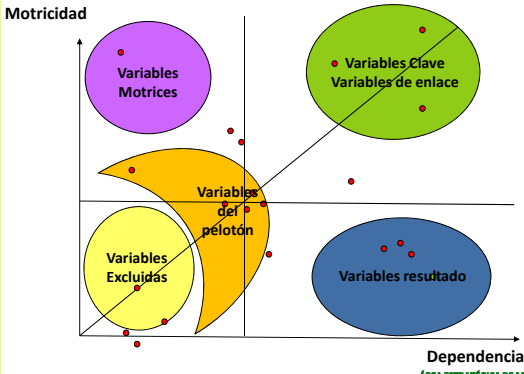 Motricidad
Variables
Motrices
Variables Clave
Variables de enlace
Variables
del
pelotón
Variables
Excluidas
Variables resultado
Dependencia